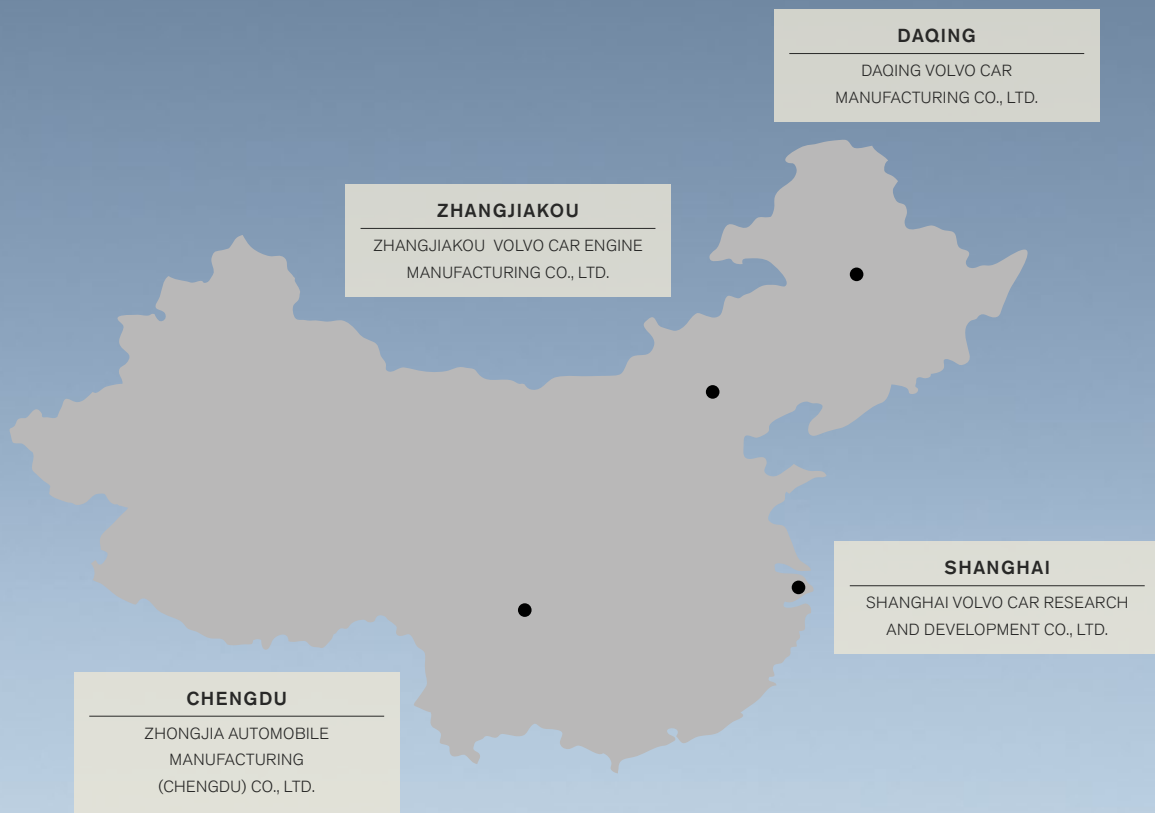 DAQING
DAQING VOLVO CAR
MANUFACTURING CO., LTD.
ZHANGJIAKOU
ZHANGJIAKOU VOLVO CAR ENGINE
MANUFACTURING CO., LTD.
SHANGHAI
SHANGHAI VOLVO CAR RESEARCH
AND DEVELOPMENT CO., LTD.
CHENGDU
ZHONGJIA AUTOMOBILE
MANUFACTURING
(CHENGDU) CO., LTD.